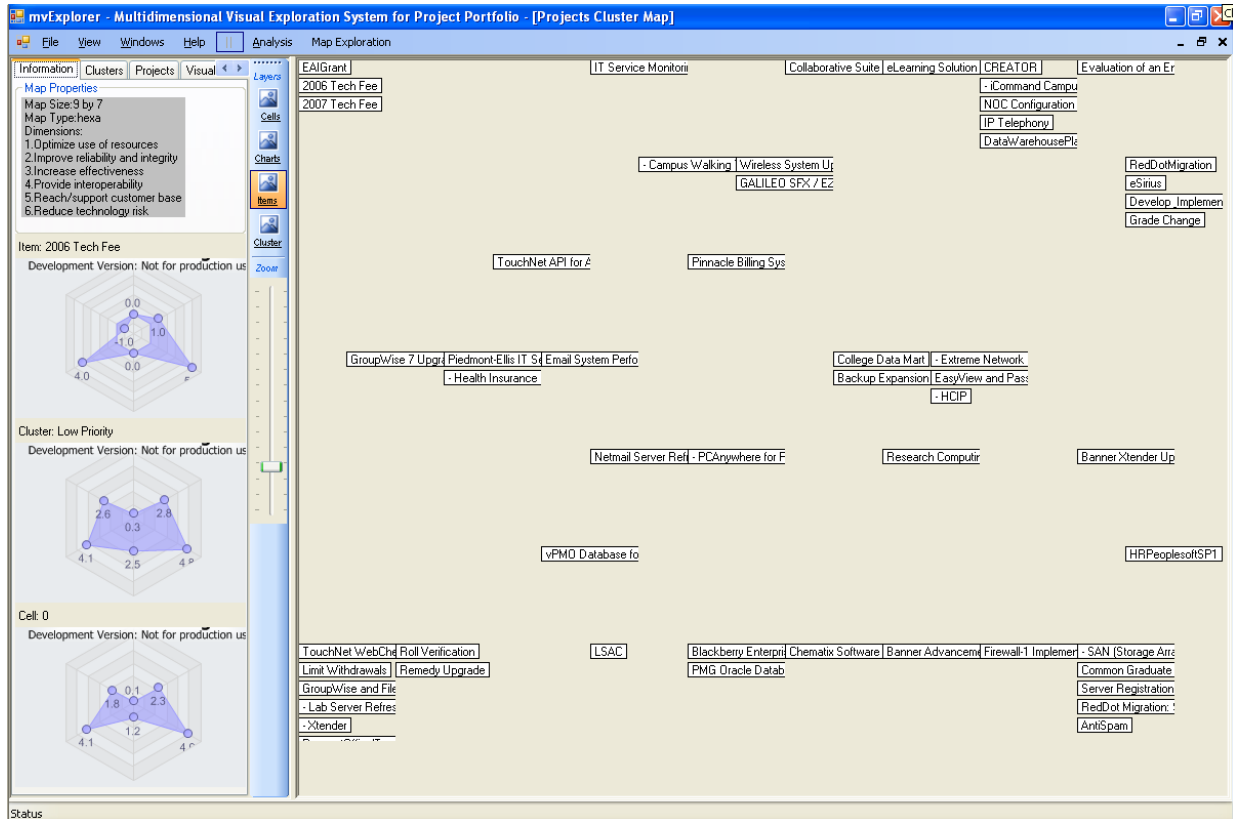 mvExplorer - Multidimensional Visual Exploration System for Project Portfolio - [Projects Cluster Map]
File View Windows Help Analysis Map Exploration
Information Clusters Projects Visual
Map Properties
Map Size:9 by 7
Map Type:hexa
Dimensions:
1.Optimize use of resources
2.Improve reliability and integrity
3.Increase effectiveness
4.Provide interoperability
5.Reach/support customer base
6.Reduce technology risk
Item: 2006 Tech Fee
Development Version: Not for production us
0.0
1.0
-1.0
0.0
4.0
Cluster: Low Priority
Development Version: Not for production us
2.6 2.8
0.3
4.1 2.5
Cell: 0
Development Version: Not for production us
0.1
1.8 2.3
1.2
4.1
Layers
Cells
Charts
Items
Cluster
Zoom
EAIGrant IT Service Monitorin Collaborative Suite eLearning Solution CREATOR Evaluation of an Er
2006 Tech Fee - iCommand Campu
2007 Tech Fee NOC Configuration
IP Telephony
DataWarehousePla
- Campus Walking Wireless System Up RedDotMigration
GALILEO SFX / EZ eSirius
Develop_Implemen
Grade Change
TouchNet API for A Pinnacle Billing Sys
GroupWise 7 Upgra Piedmont-Ellis IT Se Email System Perfo College Data Mart - Extreme Network
- Health Insurance Backup Expansion EasyView and Pass
- HCIP
Netmail Server Refr - PCAnywhere for F Research Computin Banner Xtender Up
vPMO Database fo HRPeoplesoftSP1
TouchNet WebChe Roll Verification LSAC Blackberry Enterpri Chematix Software Banner Advanceme Firewall-1 Implemen - SAN (Storage Arra
Limit Withdrawals Remedy Upgrade PMG Oracle Datab Common Graduate
GroupWise and File Server Registration
- Lab Server Refres RedDot Migration:
- Xtender AntiSpam
Status